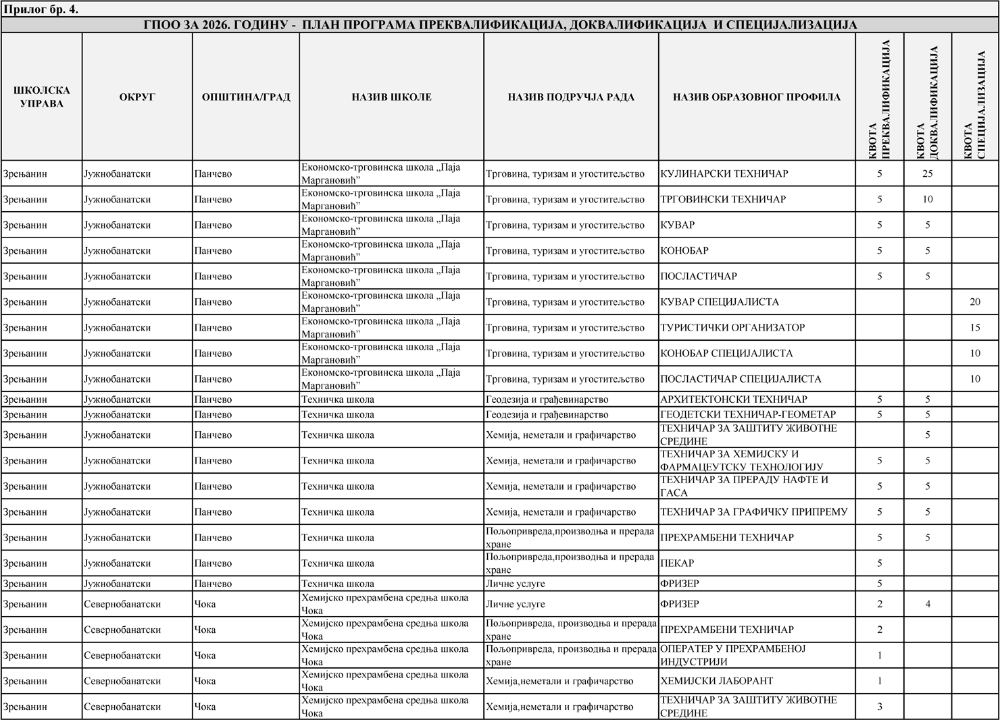 Прилог бр. 4.
ГПОО ЗА 2026. ГОДИНУ - ПЛАН ПРОГРАМА ПРЕКВАЛИФИКАЦИЈА, ДОКВАЛИФИКАЦИЈА И СПЕЦИЈАЛИЗАЦИЈА
ШКОЛСКА УПРАВА | ОКРУГ | ОПШТИНА/ГРАД | НАЗИВ ШКОЛЕ | НАЗИВ ПОДРУЧЈА РАДА | НАЗИВ ОБРАЗОВНОГ ПРОФИЛА | КВОТА ПРЕКВАЛИФИКАЦИЈА | КВОТА ДОКВАЛИФИКАЦИЈА | КВОТА СПЕЦИЈАЛИЗАЦИЈА
Зрењанин | Јужнобанатски | Панчево | Економско-трговинска школа „Паја Маргановић” | Трговина, туризам и угоститељство | КУЛИНАРСКИ ТЕХНИЧАР | 5 | 25
Зрењанин | Јужнобанатски | Панчево | Економско-трговинска школа „Паја Маргановић” | Трговина, туризам и угоститељство | ТРГОВИНСКИ ТЕХНИЧАР | 5 | 10
Зрењанин | Јужнобанатски | Панчево | Економско-трговинска школа „Паја Маргановић” | Трговина, туризам и угоститељство | КУВАР | 5 | 5
Зрењанин | Јужнобанатски | Панчево | Економско-трговинска школа „Паја Маргановић” | Трговина, туризам и угоститељство | КОНОБАР | 5 | 5
Зрењанин | Јужнобанатски | Панчево | Економско-трговинска школа „Паја Маргановић” | Трговина, туризам и угоститељство | ПОСЛАСТИЧАР | 5 | 5
Зрењанин | Јужнобанатски | Панчево | Економско-трговинска школа „Паја Маргановић” | Трговина, туризам и угоститељство | КУВАР СПЕЦИЈАЛИСТА | 20
Зрењанин | Јужнобанатски | Панчево | Економско-трговинска школа „Паја Маргановић” | Трговина, туризам и угоститељство | ТУРИСТИЧКИ ОРГАНИЗАТОР | 15
Зрењанин | Јужнобанатски | Панчево | Економско-трговинска школа „Паја Маргановић” | Трговина, туризам и угоститељство | КОНОБАР СПЕЦИЈАЛИСТА | 10
Зрењанин | Јужнобанатски | Панчево | Економско-трговинска школа „Паја Маргановић” | Трговина, туризам и угоститељство | ПОСЛАСТИЧАР СПЕЦИЈАЛИСТА | 10
Зрењанин | Јужнобанатски | Панчево | Техничка школа | Геодезија и грађевинарство | АРХИТЕКТОНСКИ ТЕХНИЧАР | 5 | 5
Зрењанин | Јужнобанатски | Панчево | Техничка школа | Геодезија и грађевинарство | ГЕОДЕТСКИ ТЕХНИЧАР-ГЕОМЕТАР | 5 | 5
Зрењанин | Јужнобанатски | Панчево | Техничка школа | Хемија, неметали и графичарство | ТЕХНИЧАР ЗА ЗАШТИТУ ЖИВОТНЕ СРЕДИНЕ | 5
Зрењанин | Јужнобанатски | Панчево | Техничка школа | Хемија, неметали и графичарство | ТЕХНИЧАР ЗА ХЕМИЈСКУ И ФАРМАЦЕУТСКУ ТЕХНОЛОГИЈУ | 5 | 5
Зрењанин | Јужнобанатски | Панчево | Техничка школа | Хемија, неметали и графичарство | ТЕХНИЧАР ЗА ПРЕРАДУ НАФТЕ И ГАСА | 5 | 5
Зрењанин | Јужнобанатски | Панчево | Техничка школа | Хемија, неметали и графичарство | ТЕХНИЧАР ЗА ГРАФИЧКУ ПРИПРЕМУ | 5 | 5
Зрењанин | Јужнобанатски | Панчево | Техничка школа | Пољопривреда,производња и прерада хране | ПРЕХРАМБЕНИ ТЕХНИЧАР | 5 | 5
Зрењанин | Јужнобанатски | Панчево | Техничка школа | Пољопривреда,производња и прерада хране | ПЕКАР | 5
Зрењанин | Јужнобанатски | Панчево | Техничка школа | Личне услуге | ФРИЗЕР | 5
Зрењанин | Севернобанатски | Чока | Хемијско прехрамбена средња школа Чока | Личне услуге | ФРИЗЕР | 2 | 4
Зрењанин | Севернобанатски | Чока | Хемијско прехрамбена средња школа Чока | Пољопривреда, производња и прерада хране | ПРЕХРАМБЕНИ ТЕХНИЧАР | 2
Зрењанин | Севернобанатски | Чока | Хемијско прехрамбена средња школа Чока | Пољопривреда, производња и прерада хране | ОПЕРАТЕР У ПРЕХРАМБЕНОЈ ИНДУСТРИЈИ | 1
Зрењанин | Севернобанатски | Чока | Хемијско прехрамбена средња школа Чока | Хемија,неметали и графичарство | ХЕМИЈСКИ ЛАБОРАНТ | 1
Зрењанин | Севернобанатски | Чока | Хемијско прехрамбена средња школа Чока | Хемија,неметали и графичарство | ТЕХНИЧАР ЗА ЗАШТИТУ ЖИВОТНЕ СРЕДИНЕ | 3